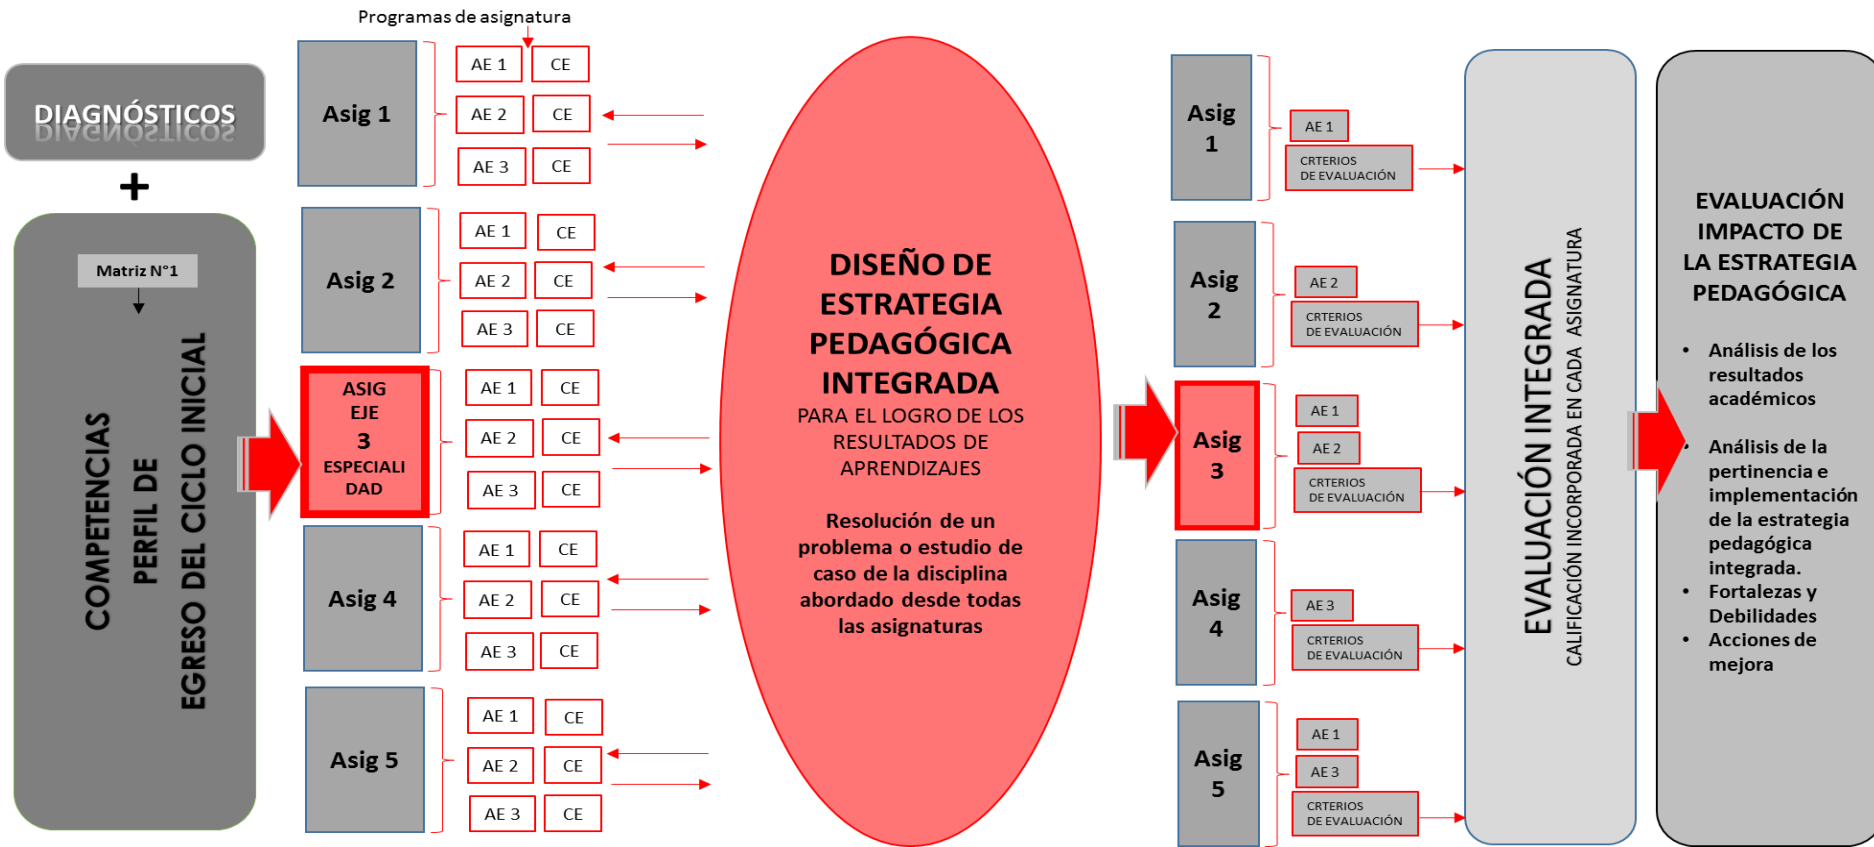 Programas de asignatura
DIAGNÓSTICOS
+
Matriz N°1
COMPETENCIAS
PERFIL DE
EGRESO DEL CICLO INICIAL
Asig 1
AE 1
CE
AE 2
CE
AE 3
CE
Asig 2
AE 1
CE
AE 2
CE
AE 3
CE
ASIG
EJE
3
ESPECIALI
DAD
AE 1
CE
AE 2
CE
AE 3
CE
Asig 4
AE 1
CE
AE 2
CE
AE 3
CE
Asig 5
AE 1
CE
AE 2
CE
AE 3
CE
DISEÑO DE
ESTRATEGIA
PEDAGÓGICA
INTEGRADA
PARA EL LOGRO DE LOS
RESULTADOS DE
APRENDIZAJES
Resolución de un
problema o estudio de
caso de la disciplina
abordado desde todas
las asignaturas
Asig
1
AE 1
CRTERIOS
DE EVALUACIÓN
Asig
2
AE 2
CRTERIOS
DE EVALUACIÓN
Asig
3
AE 1
AE 2
CRTERIOS
DE EVALUACIÓN
Asig
4
AE 3
CRTERIOS
DE EVALUACIÓN
Asig
5
AE 1
AE 3
CRTERIOS
DE EVALUACIÓN
EVALUACIÓN INTEGRADA
CALIFICACIÓN INCORPORADA EN CADA ASIGNATURA
EVALUACIÓN
IMPACTO DE
LA ESTRATEGIA
PEDAGÓGICA
• Análisis de los
resultados
académicos
• Análisis de la
pertinencia e
implementación
de la estrategia
pedagógica
integrada.
• Fortalezas y
Debilidades
• Acciones de
mejora